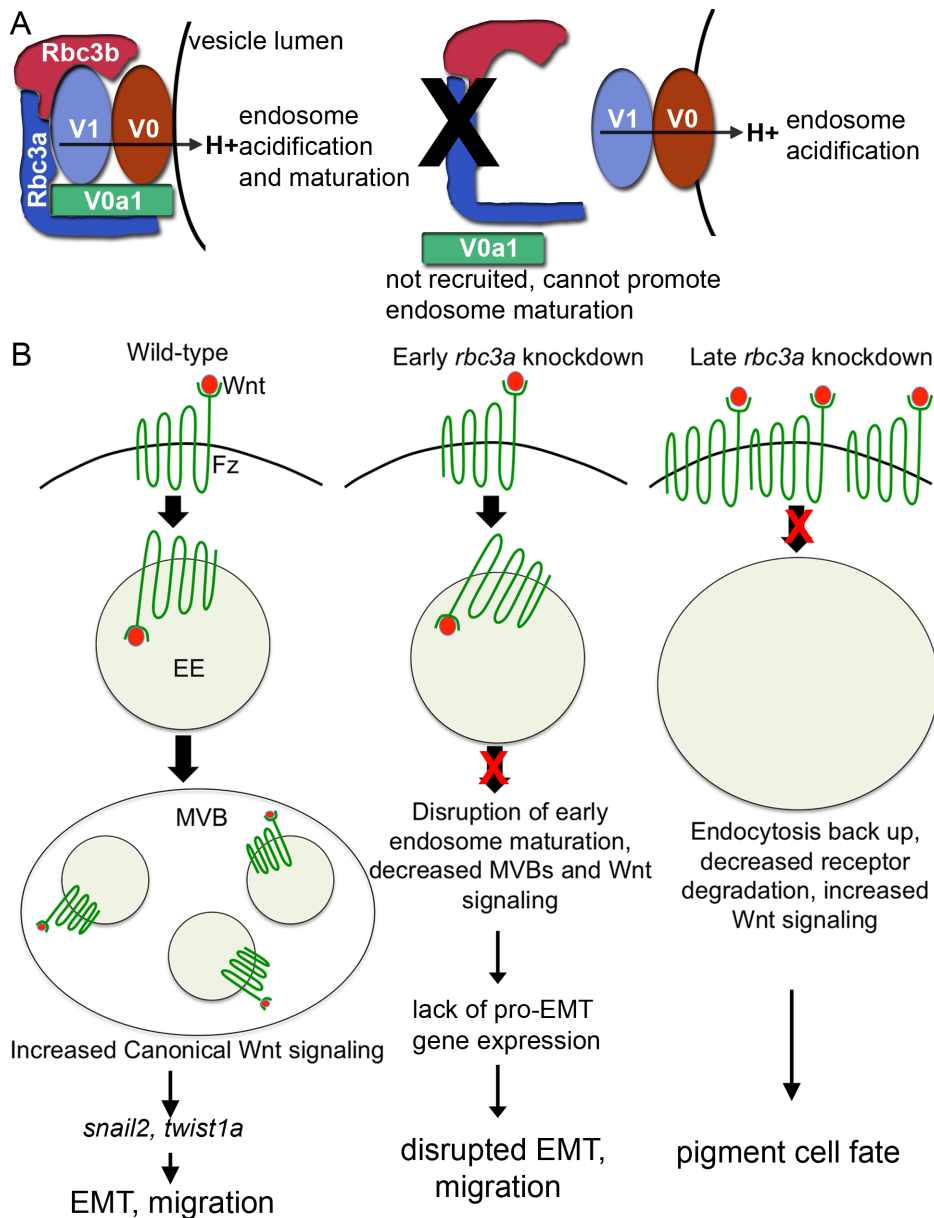 A
Rbc3b
vesicle lumen
V1
V0
Rbc3a
H+
endosome
acidification
and maturation
V0a1
V0a1
not recruited, cannot promote
endosome maturation
V1
V0
H+
endosome
acidification
B
Wild-type
Wnt
Fz
EE
MVB
Increased Canonical Wnt signaling
snail2, twist1a
EMT, migration
Early rbc3a knockdown
Disruption of early
endosome maturation,
decreased MVBs and Wnt
signaling
lack of pro-EMT
gene expression
disrupted EMT,
migration
Late rbc3a knockdown
Endocytosis back up,
decreased receptor
degradation, increased
Wnt signaling
pigment cell fate